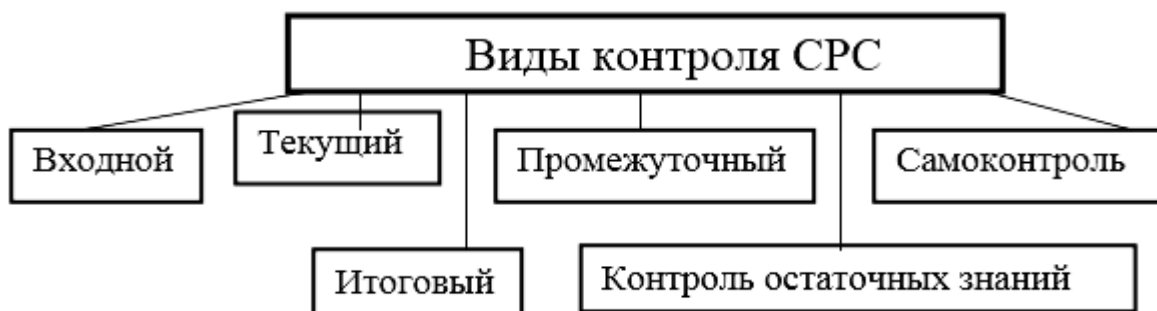 Виды контроля СРС
Входной
Текущий
Промежуточный
Самоконтроль
Итоговый
Контроль остаточных знаний